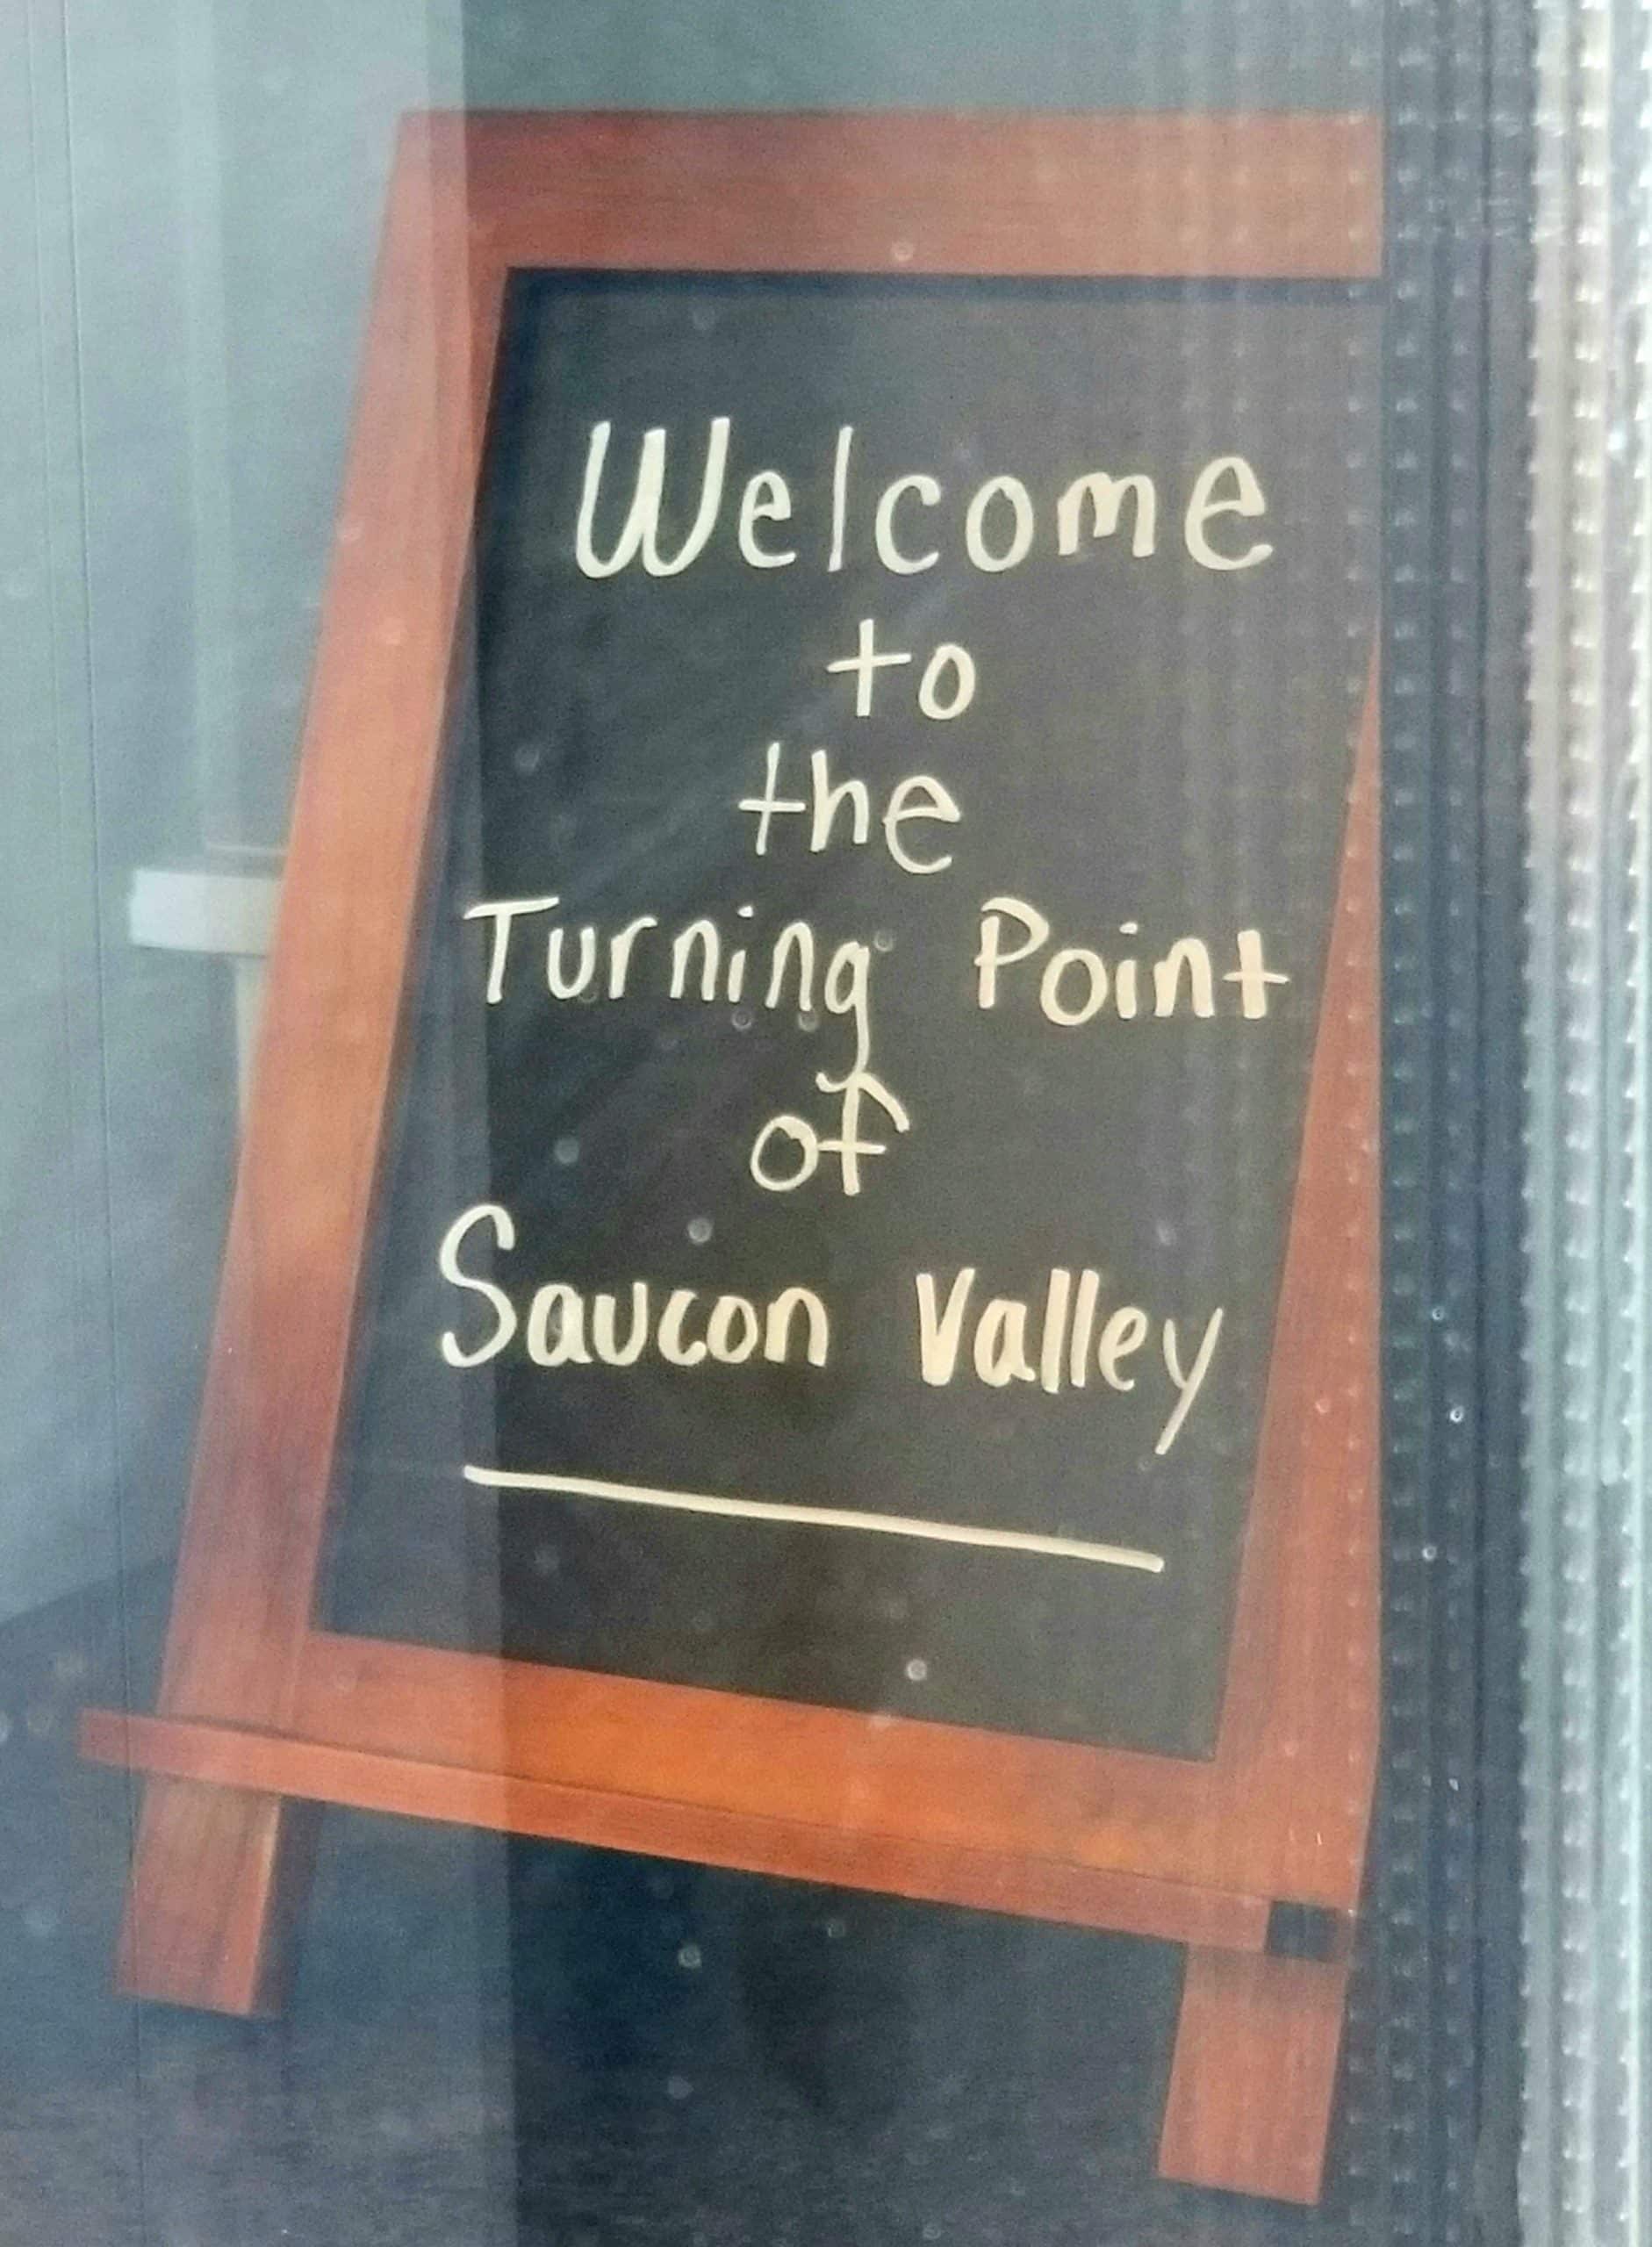 Welcome
to
the
Turning Point
of
Saucon Valley